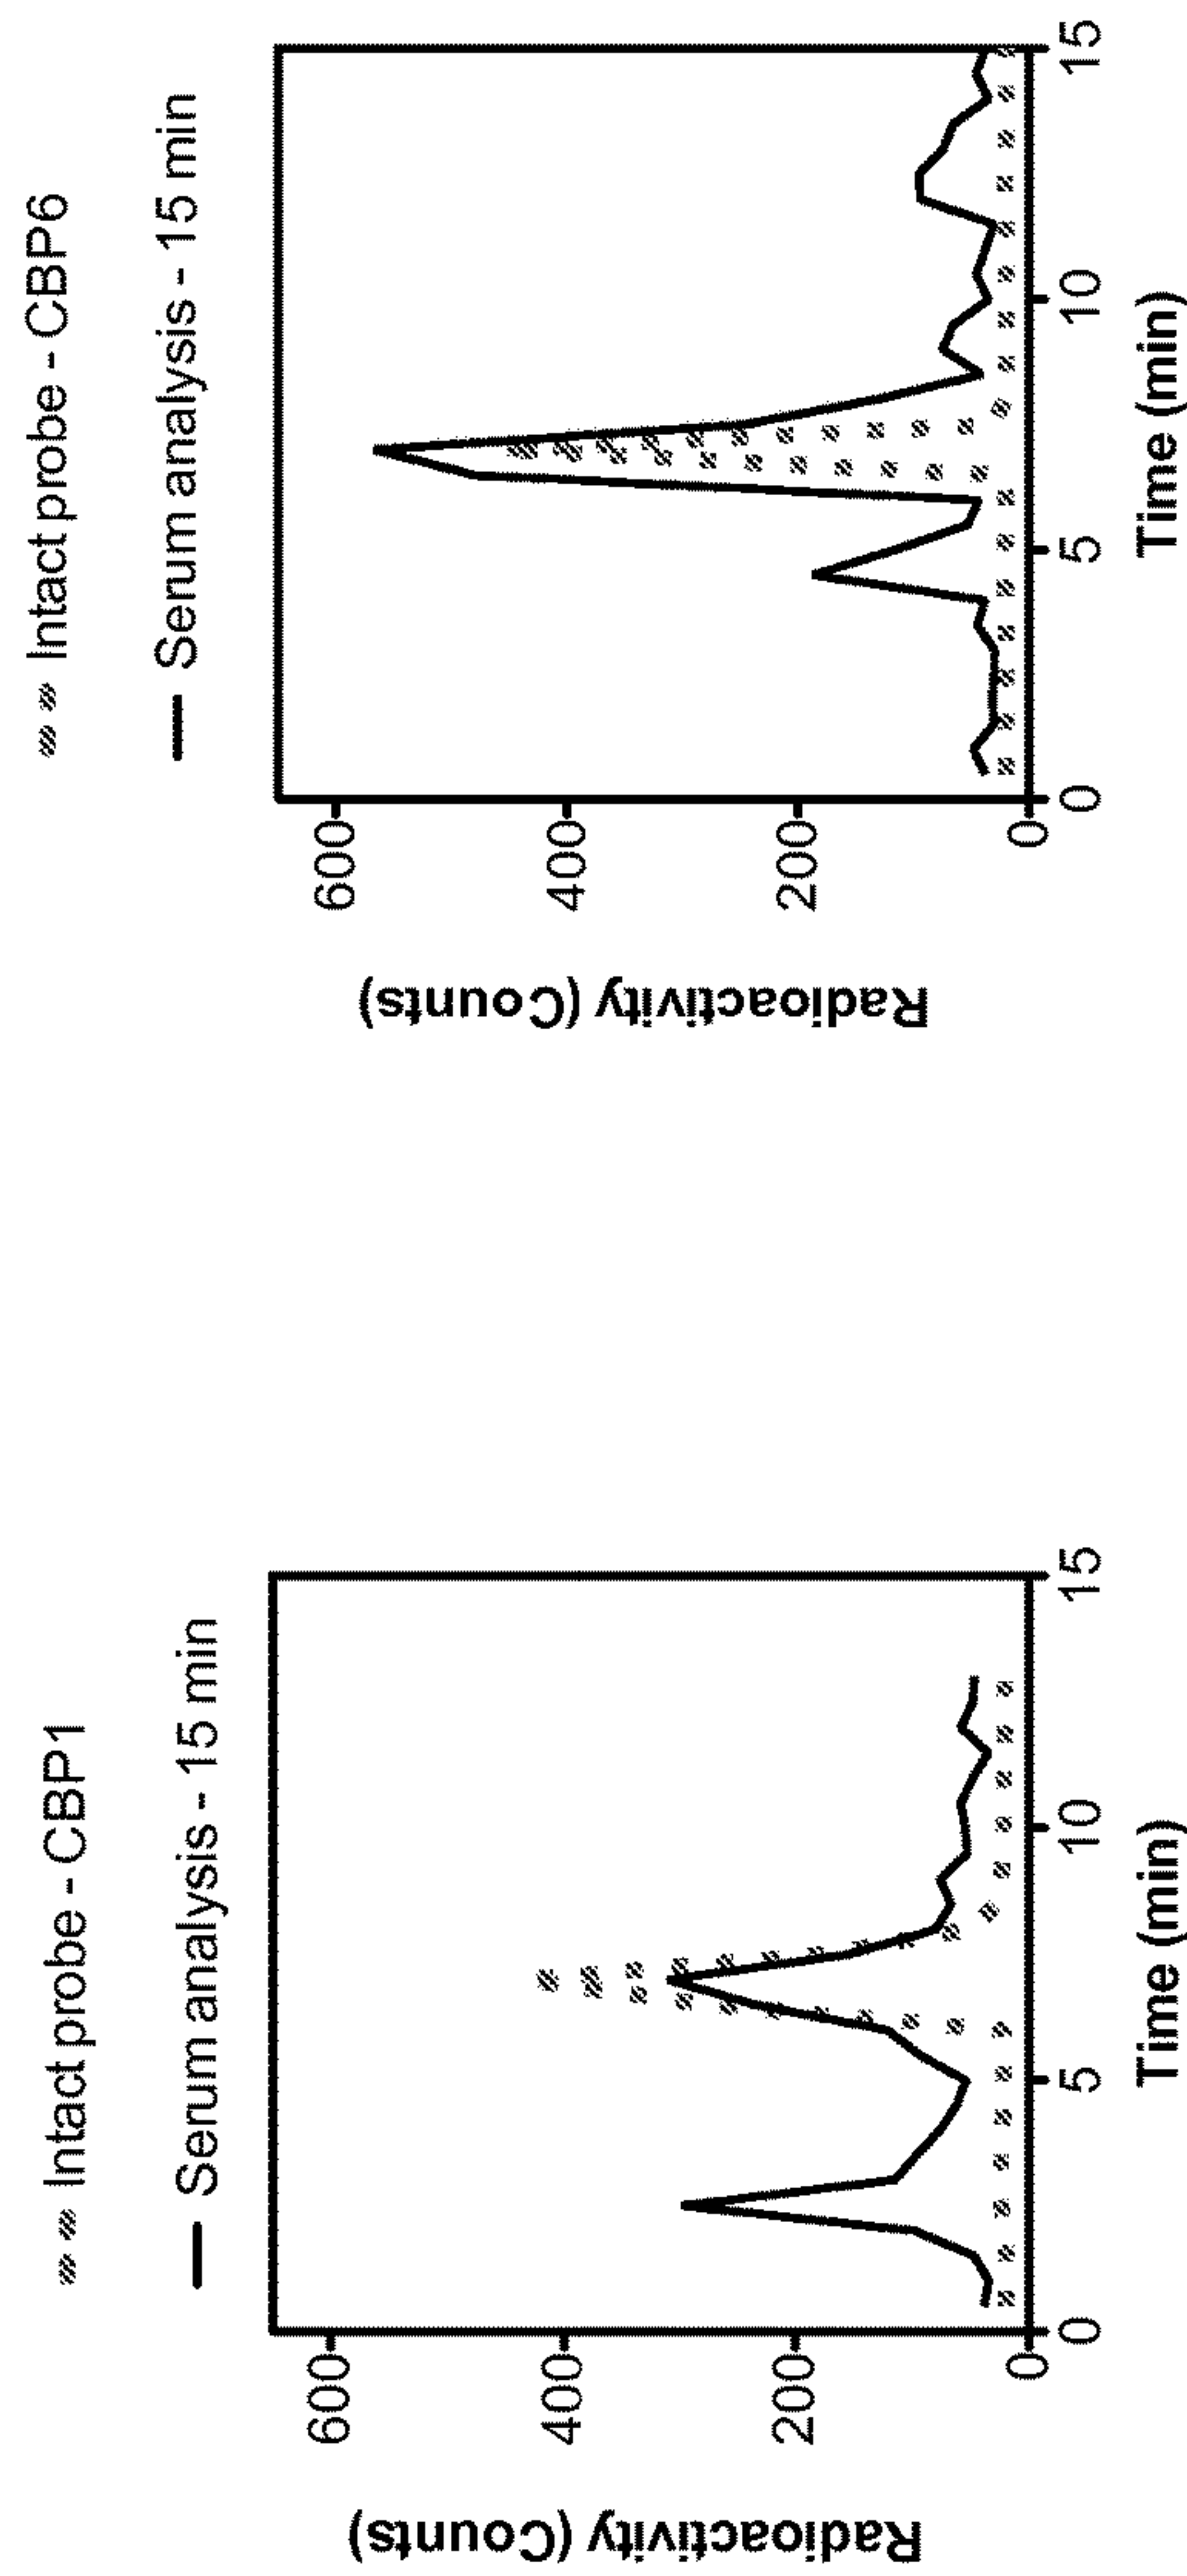 Intact probe - CBP1
Serum analysis - 15 min
Radioactivity (Counts)
600
400
200
0
0
5
10
15
Time (min)
Intact probe - CBP6
Serum analysis - 15 min
Radioactivity (Counts)
600
400
200
0
0
5
10
15
Time (min)